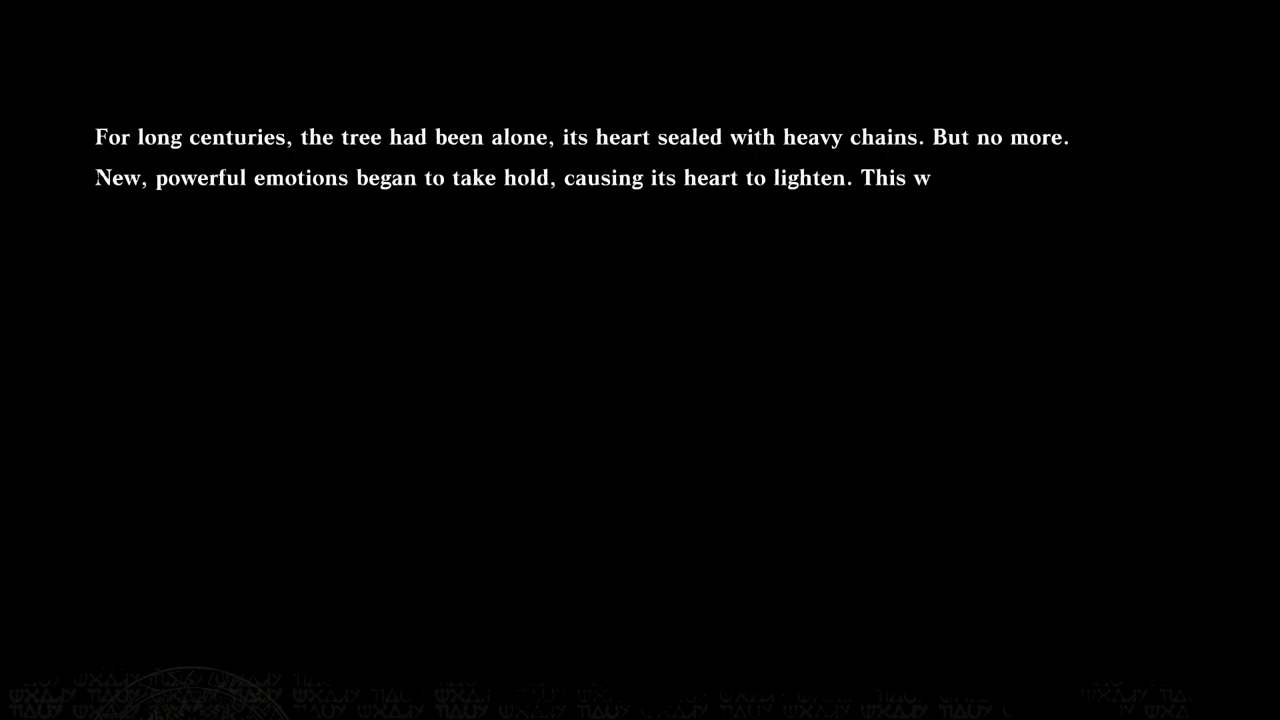 For long centuries, the tree had been alone, its heart sealed with heavy chains. But no more.
New, powerful emotions began to take hold, causing its heart to lighten. This w